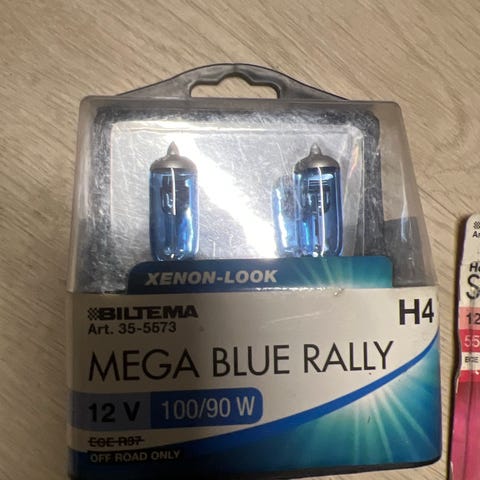 XENON-LOOK
BILTEMA
Art. 35-5573
H4
MEGA BLUE RALLY
12 V 100/90 W
ECE R37
OFF ROAD ONLY